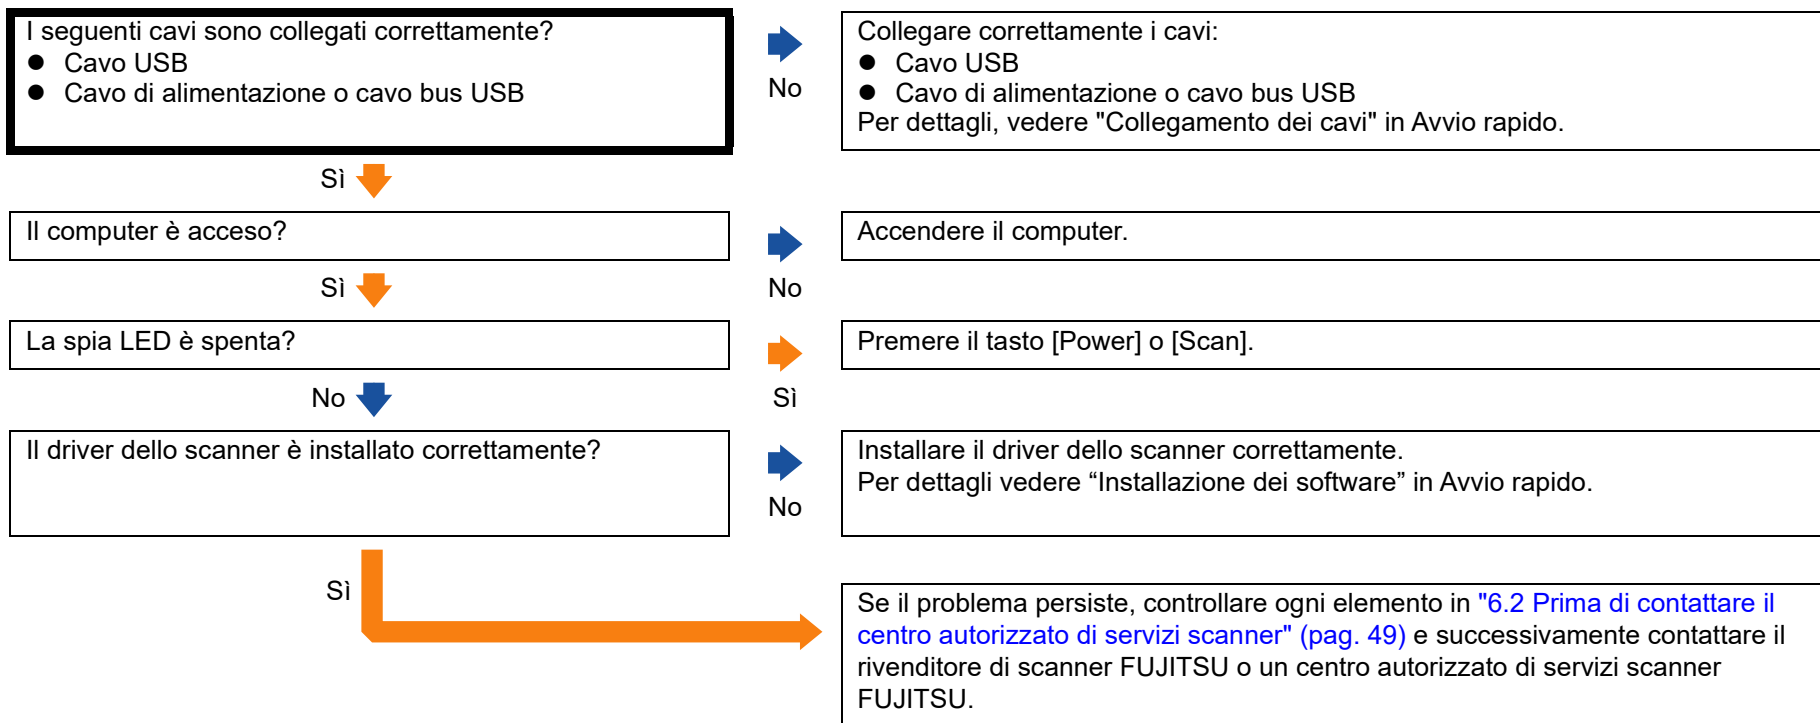 I seguenti cavi sono collegati correttamente?
● Cavo USB
● Cavo di alimentazione o cavo bus USB
No
Collegare correttamente i cavi:
● Cavo USB
● Cavo di alimentazione o cavo bus USB
Per dettagli, vedere "Collegamento dei cavi" in Avvio rapido.
Sì
Il computer è acceso?
No
Accendere il computer.
Sì
La spia LED è spenta?
Sì
Premere il tasto [Power] o [Scan].
No
Il driver dello scanner è installato correttamente?
No
Installare il driver dello scanner correttamente.
Per dettagli vedere “Installazione dei software” in Avvio rapido.
Sì
Se il problema persiste, controllare ogni elemento in "6.2 Prima di contattare il
centro autorizzato di servizi scanner" (pag. 49) e successivamente contattare il
rivenditore di scanner FUJITSU o un centro autorizzato di servizi scanner
FUJITSU.